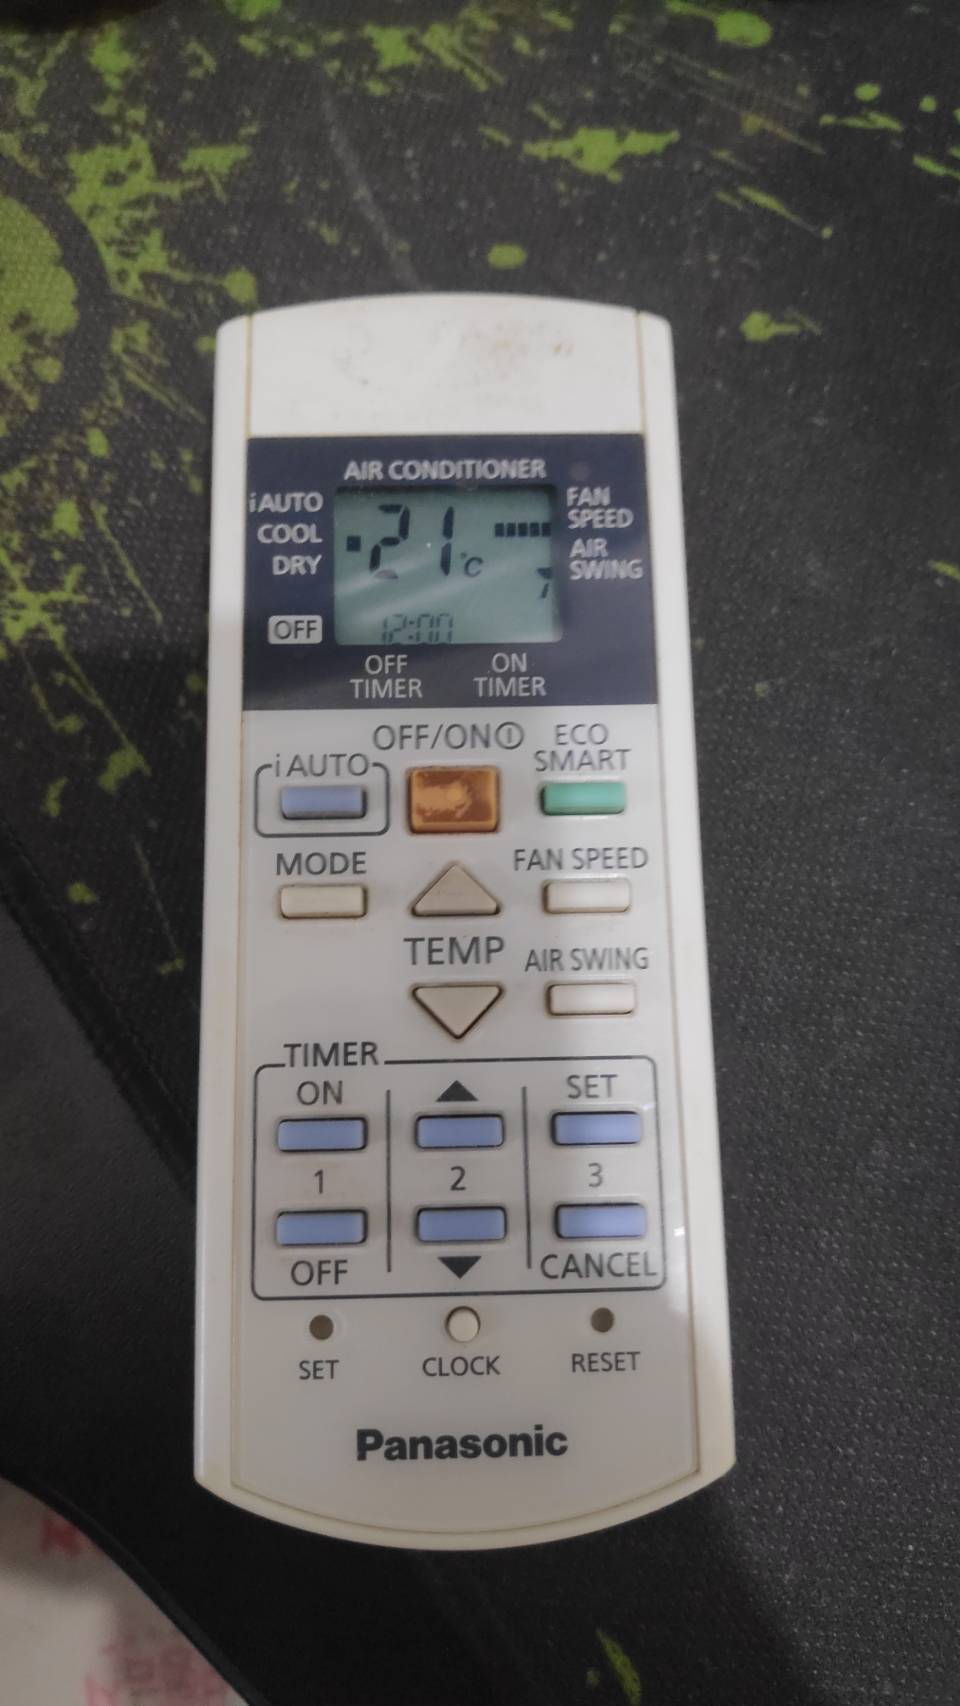 AIR CONDITIONER
iAUTO
COOL
DRY
OFF
21°C
12:00
FAN
SPEED
AIR
SWING
OFF
TIMER
ON
TIMER
OFF/ON
iAUTO
ECO
SMART
MODE
FAN SPEED
TEMP
AIR SWING
TIMER
ON
SET
1
2
3
OFF
CANCEL
SET
CLOCK
RESET
Panasonic